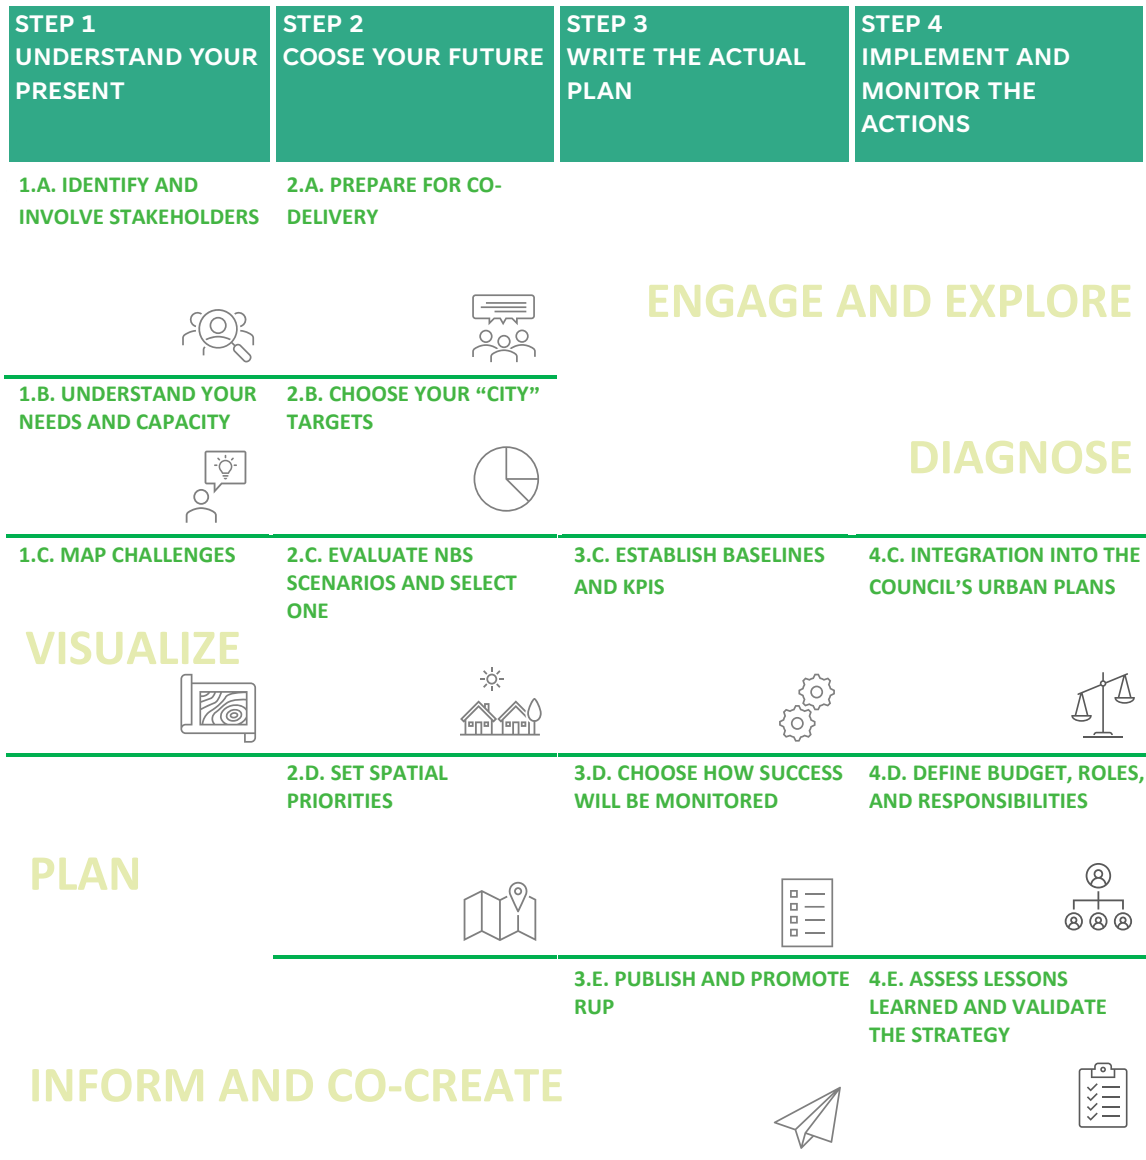 STEP 1
UNDERSTAND YOUR
PRESENT
STEP 2
COOSE YOUR FUTURE
STEP 3
WRITE THE ACTUAL
PLAN
STEP 4
IMPLEMENT AND
MONITOR THE
ACTIONS
1.A. IDENTIFY AND
INVOLVE STAKEHOLDERS
2.A. PREPARE FOR CO-
DELIVERY
ENGAGE AND EXPLORE
1.B. UNDERSTAND YOUR
NEEDS AND CAPACITY
2.B. CHOOSE YOUR “CITY”
TARGETS
DIAGNOSE
1.C. MAP CHALLENGES
2.C. EVALUATE NBS
SCENARIOS AND SELECT
ONE
3.C. ESTABLISH BASELINES
AND KPIS
4.C. INTEGRATION INTO THE
COUNCIL’S URBAN PLANS
VISUALIZE
2.D. SET SPATIAL
PRIORITIES
3.D. CHOOSE HOW SUCCESS
WILL BE MONITORED
4.D. DEFINE BUDGET, ROLES,
AND RESPONSIBILITIES
PLAN
3.E. PUBLISH AND PROMOTE
RUP
4.E. ASSESS LESSONS
LEARNED AND VALIDATE
THE STRATEGY
INFORM AND CO-CREATE